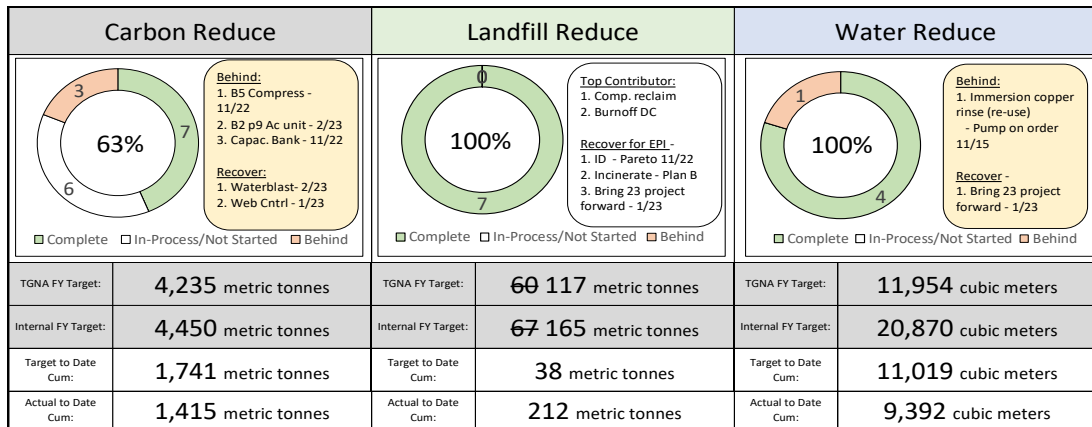 Carbon Reduce
Landfill Reduce
Water Reduce
3
7
6
63%
Behind:
1. B5 Compress -
11/22
2. B2 p9 Ac unit - 2/23
3. Capac. Bank - 11/22
Recover:
1. Waterblast- 2/23
2. Web Cntrl - 1/23
Complete
In-Process/Not Started
Behind
0
100%
7
Top Contributor:
1. Comp. reclaim
2. Burnoff DC
Recover for EPI -
1. ID - Pareto 11/22
2. Incinerate - Plan B
3. Bring 23 project
forward - 1/23
Complete
In-Process/Not Started
Behind
1
100%
4
Behind:
1. Immersion copper
rinse (re-use)
- Pump on order
11/15
Recover -
1. Bring 23 project
forward - 1/23
Complete
In-Process/Not Started
Behind
TGNA FY Target:
4,235 metric tonnes
TGNA FY Target:
60 117 metric tonnes
TGNA FY Target:
11,954 cubic meters
Internal FY Target:
4,450 metric tonnes
Internal FY Target:
67 165 metric tonnes
Internal FY Target:
20,870 cubic meters
Target to Date
Cum:
1,741 metric tonnes
Target to Date
Cum:
38 metric tonnes
Target to Date
Cum:
11,019 cubic meters
Actual to Date
Cum:
1,415 metric tonnes
Actual to Date
Cum:
212 metric tonnes
Actual to Date
Cum:
9,392 cubic meters